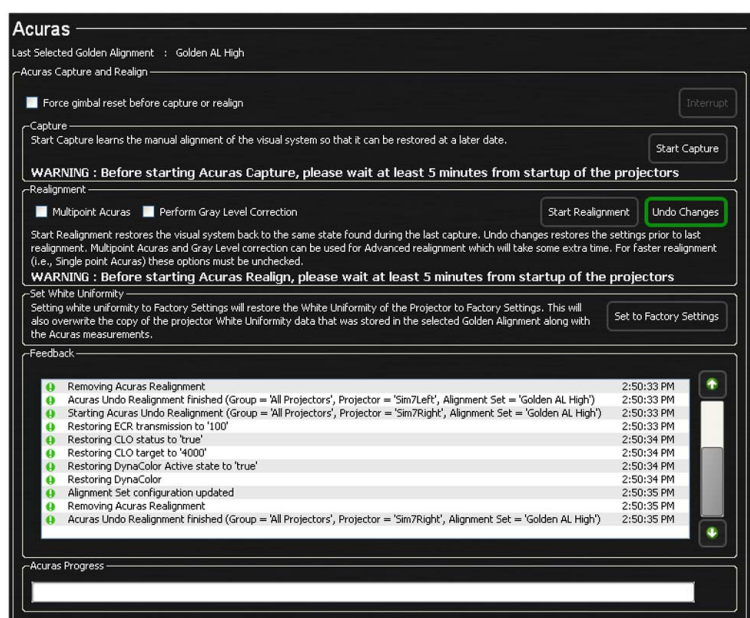 Acuras
Last Selected Golden Alignment : Golden AL High
Acuras Capture and Realign
Force gimbal reset before capture or realign
Interrupt
Capture
Start Capture learns the manual alignment of the visual system so that it can be restored at a later date.
Start Capture
WARNING : Before starting Acuras Capture, please wait at least 5 minutes from startup of the projectors
Realignment
Multipoint Acuras Perform Gray Level Correction Start Realignment Undo Changes
Start Realignment restores the visual system back to the same state found during the last capture. Undo changes restores the settings prior to last
realignment. Multipoint Acuras and Gray Level correction can be used for Advanced realignment which will take some extra time. For faster realignment
(i.e., Single point Acuras) these options must be unchecked.
WARNING : Before starting Acuras Realign, please wait at least 5 minutes from startup of the projectors
Set White Uniformity
Setting white uniformity to Factory Settings will restore the White Uniformity of the Projector to Factory Settings. This will
also overwrite the copy of the projector White Uniformity data that was stored in the selected Golden Alignment along with
the Acuras measurements.
Set to Factory Settings
Feedback
Removing Acuras Realignment 2:50:33 PM
Acuras Undo Realignment finished (Group = 'All Projectors', Projector = 'Sim7Left', Alignment Set = 'Golden AL High') 2:50:33 PM
Starting Acuras Undo Realignment (Group = 'All Projectors', Projector = 'Sim7Right', Alignment Set = 'Golden AL High') 2:50:33 PM
Restoring ECR transmission to '100' 2:50:33 PM
Restoring CLO status to 'true' 2:50:34 PM
Restoring CLO target to '4000' 2:50:34 PM
Restoring DynaColor Active state to 'true' 2:50:34 PM
Restoring DynaColor 2:50:34 PM
Alignment Set configuration updated 2:50:35 PM
Removing Acuras Realignment 2:50:35 PM
Acuras Undo Realignment finished (Group = 'All Projectors', Projector = 'Sim7Right', Alignment Set = 'Golden AL High') 2:50:35 PM
Acuras Progress